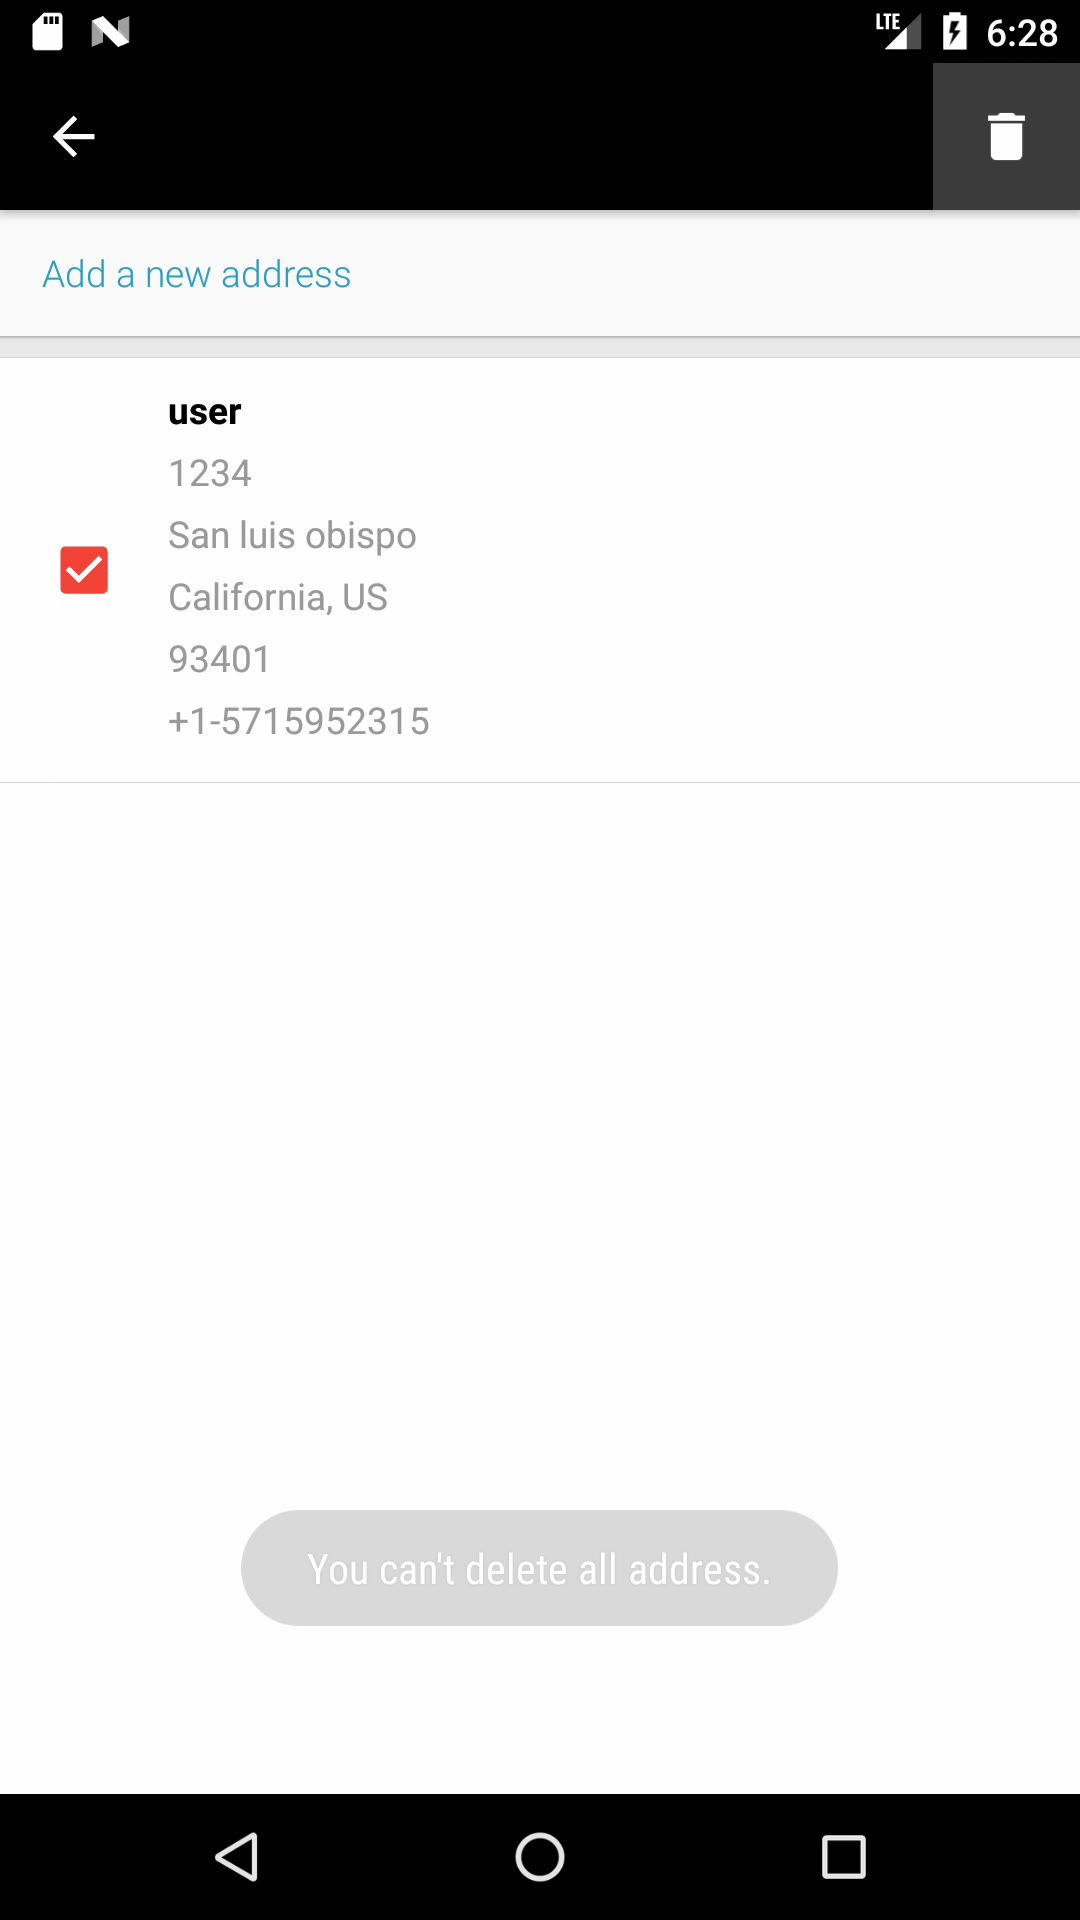 LTE 6:28
Add a new address
user
1234
San luis obispo
California, US
93401
+1-5715952315
You can't delete all address.